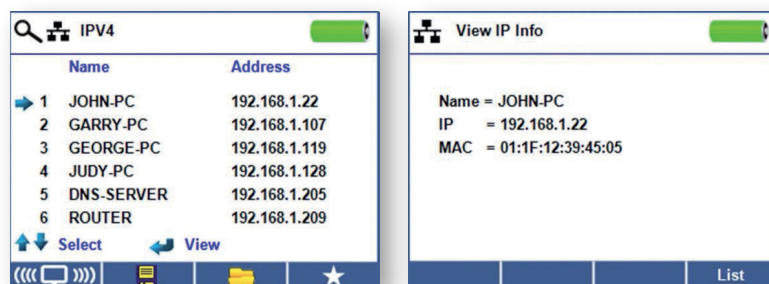 IPV4
Name Address
1 JOHN-PC 192.168.1.22
2 GARRY-PC 192.168.1.107
3 GEORGE-PC 192.168.1.119
4 JUDY-PC 192.168.1.128
5 DNS-SERVER 192.168.1.205
6 ROUTER 192.168.1.209
Select View
View IP Info
Name = JOHN-PC
IP = 192.168.1.22
MAC = 01:1F:12:39:45:05
List